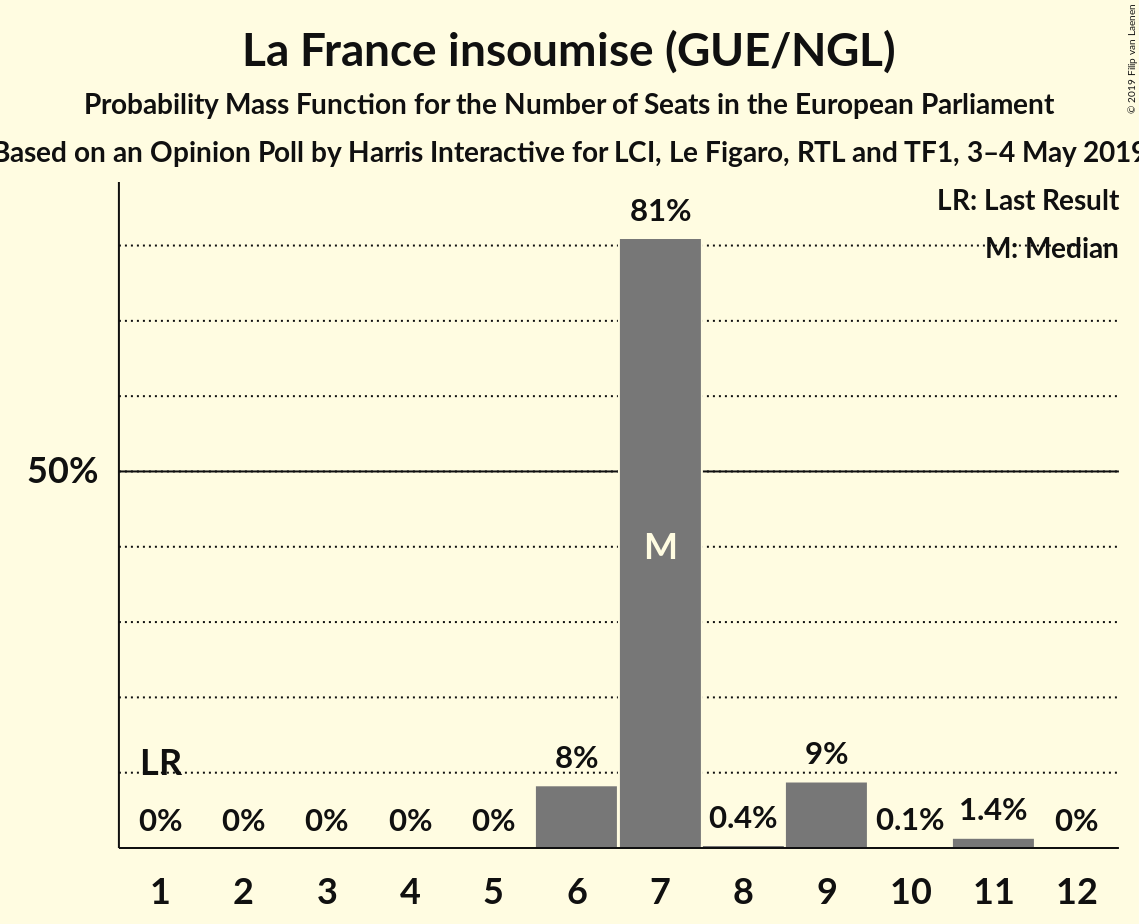 La France insoumise (GUE/NGL)
Probability Mass Function for the Number of Seats in the European Parliament
Based on an Opinion Poll by Harris Interactive for LCI, Le Figaro, RTL and TF1, 3–4 May 2019
© 2019 Filip van Laenen
LR: Last Result
M: Median
81%
50%
M
LR
8%
9%
0%
0%
0%
0%
0%
0.4%
0.1%
1.4%
0%
1 2 3 4 5 6 7 8 9 10 11 12